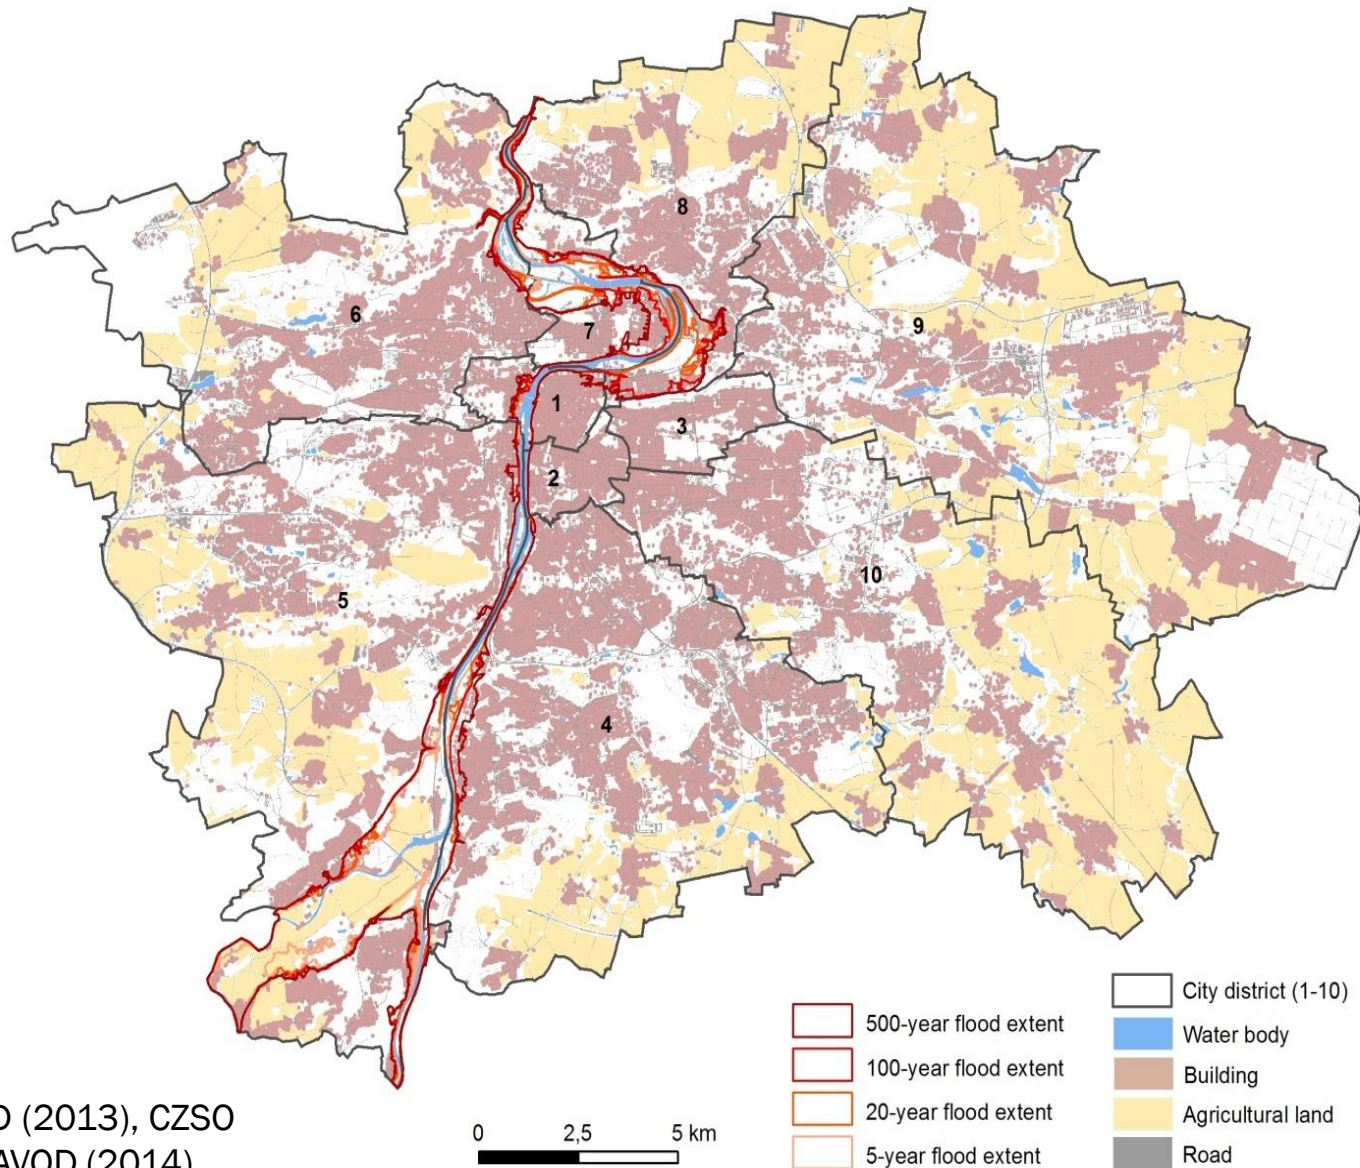 8
6
7
9
1
3
2
10
5
4
500-year flood extent
100-year flood extent
20-year flood extent
5-year flood extent
City district (1-10)
Water body
Building
Agricultural land
Road
(2013), CZSO
(2014)
0 2,5 5 km